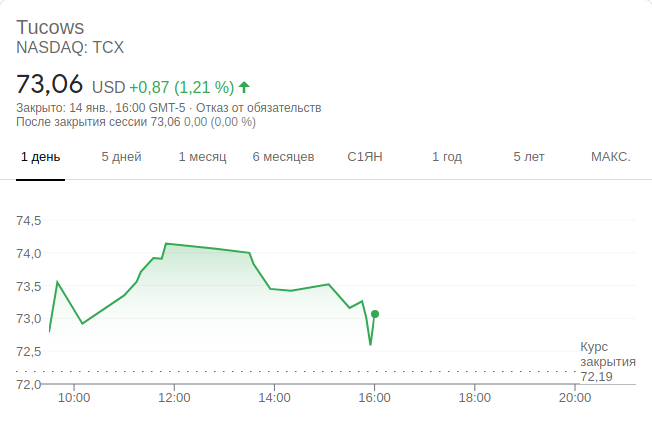 Tucows
NASDAQ: TCX
73,06 USD +0,87 (1,21 %)
Закрыто: 14 янв., 16:00 GMT-5 · Отказ от обязательств
После закрытия сессии 73,06 0,00 (0,00 %)
1 день 5 дней 1 месяц 6 месяцев С1ЯН 1 год 5 лет МАКС.
74,5
74,0
73,5
73,0
72,5
72,0
Курс
закрытия
72,19
10:00 12:00 14:00 16:00 18:00 20:00